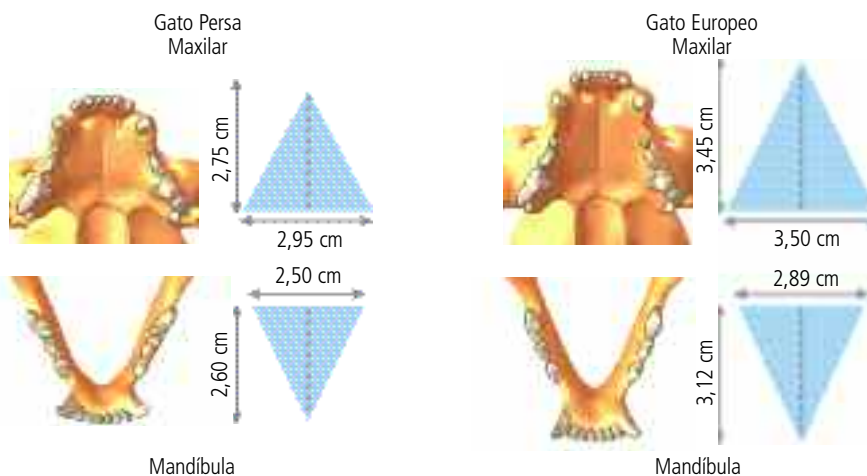 Gato Persa
Maxilar
2,75 cm
2,95 cm
2,50 cm
2,60 cm
Mandíbula
Gato Europeo
Maxilar
3,45 cm
3,50 cm
2,89 cm
3,12 cm
Mandíbula